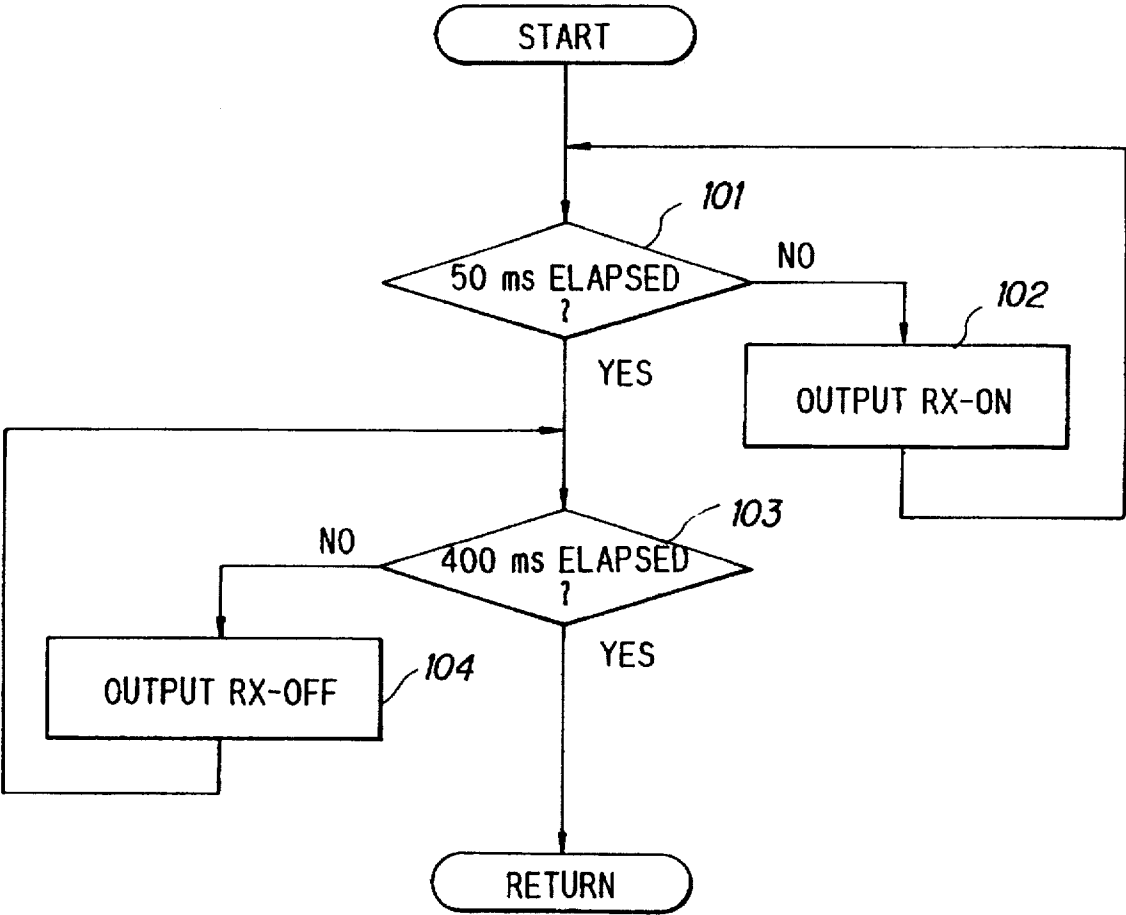 START
101
50 ms ELAPSED
?
NO
102
YES
OUTPUT RX-ON
103
NO
400 ms ELAPSED
?
YES
104
OUTPUT RX-OFF
RETURN